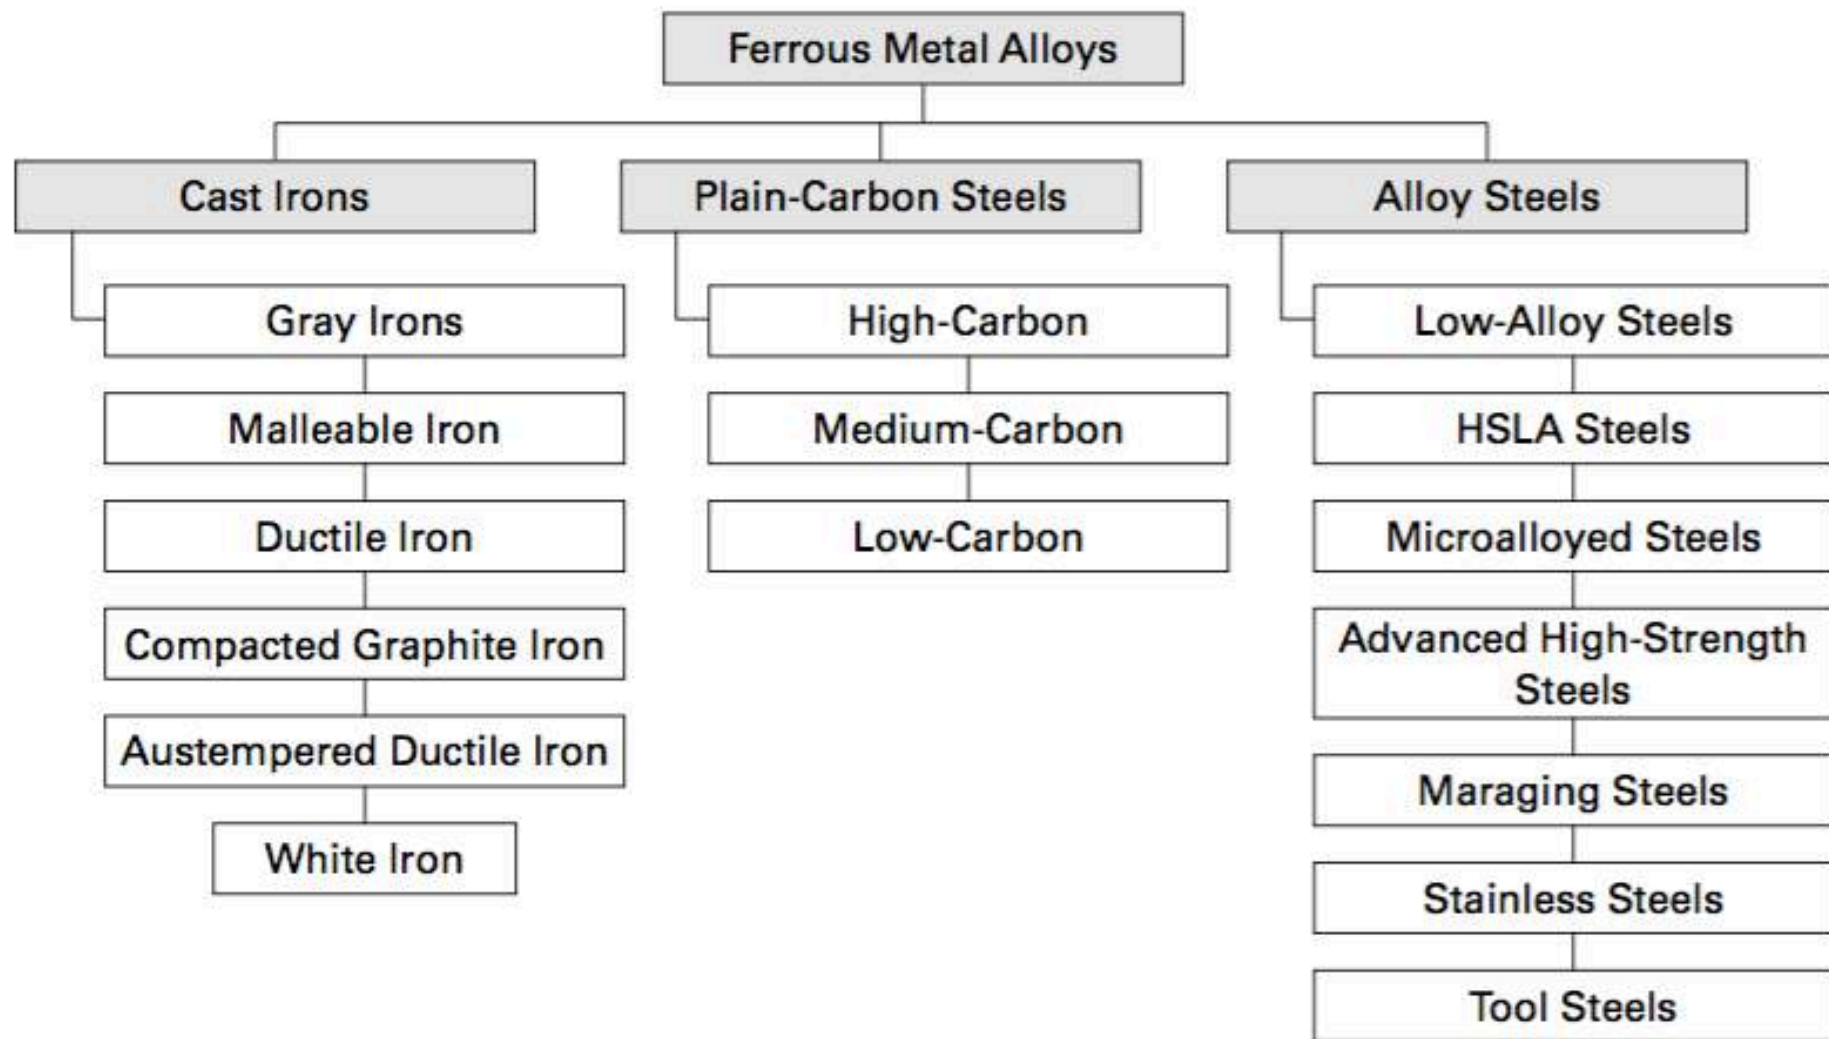 Ferrous Metal Alloys
Cast Irons
Plain-Carbon Steels
Alloy Steels
Gray Irons
Malleable Iron
Ductile Iron
Compacted Graphite Iron
Austempered Ductile Iron
White Iron
High-Carbon
Medium-Carbon
Low-Carbon
Low-Alloy Steels
HSLA Steels
Microalloyed Steels
Advanced High-Strength
Steels
Maraging Steels
Stainless Steels
Tool Steels